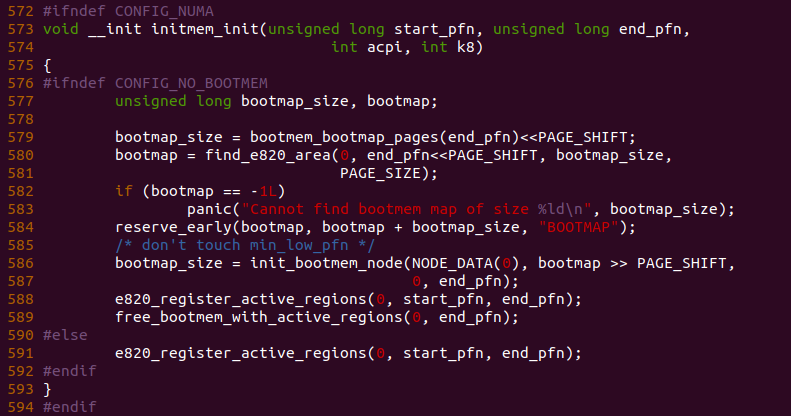 572 #ifndef CONFIG_NUMA
573 void __init initmem_init(unsigned long start_pfn, unsigned long end_pfn,
574                                 int acpi, int k8)
575 {
576 #ifndef CONFIG_NO_BOOTMEM
577         unsigned long bootmap_size, bootmap;
578
579         bootmap_size = bootmem_bootmap_pages(end_pfn)<<PAGE_SHIFT;
580         bootmap = find_e820_area(0, end_pfn<<PAGE_SHIFT, bootmap_size,
581                                  PAGE_SIZE);
582         if (bootmap == -1L)
583                 panic("Cannot find bootmem map of size %ld\n", bootmap_size);
584         reserve_early(bootmap, bootmap + bootmap_size, "BOOTMAP");
585         /* don't touch min_low_pfn */
586         bootmap_size = init_bootmem_node(NODE_DATA(0), bootmap >> PAGE_SHIFT,
587                                          0, end_pfn);
588         e820_register_active_regions(0, start_pfn, end_pfn);
589         free_bootmem_with_active_regions(0, end_pfn);
590 #else
591         e820_register_active_regions(0, start_pfn, end_pfn);
592 #endif
593 }
594 #endif